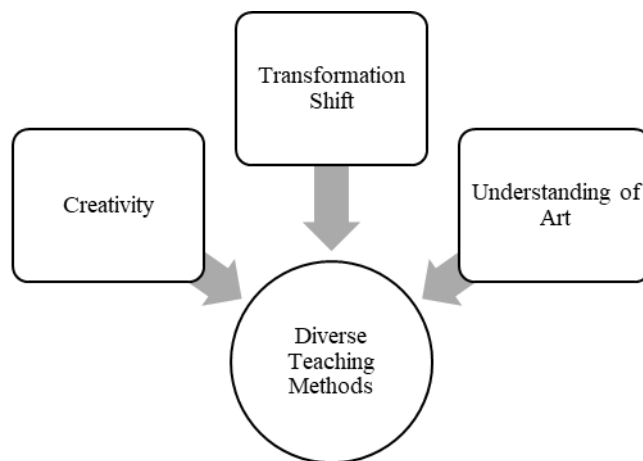 Transformation
Shift
Creativity
Understanding of
Art
Diverse
Teaching
Methods